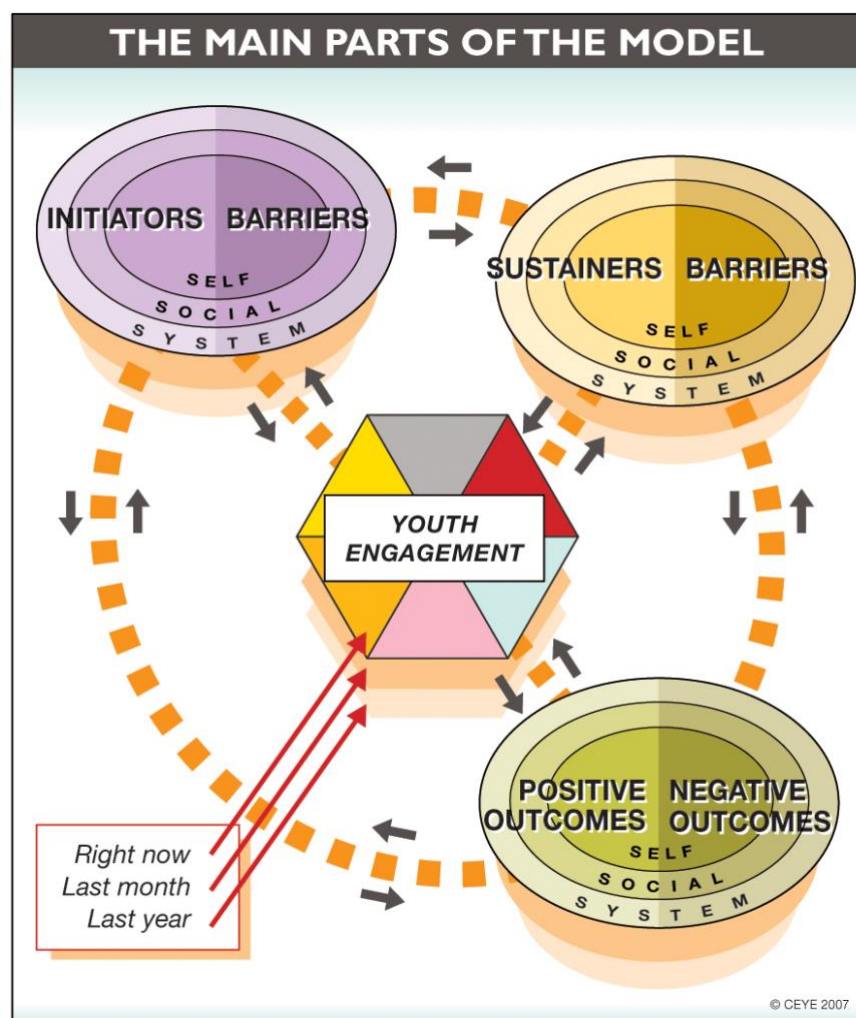 THE MAIN PARTS OF THE MODEL
INITIATORS BARRIERS
SELF
SOCIAL
SYSTEM
SUSTAINERS BARRIERS
SELF
SOCIAL
SYSTEM
YOUTH
ENGAGEMENT
POSITIVE NEGATIVE
OUTCOMES OUTCOMES
SELF
SOCIAL
SYSTEM
Right now
Last month
Last year
© CEYE 2007